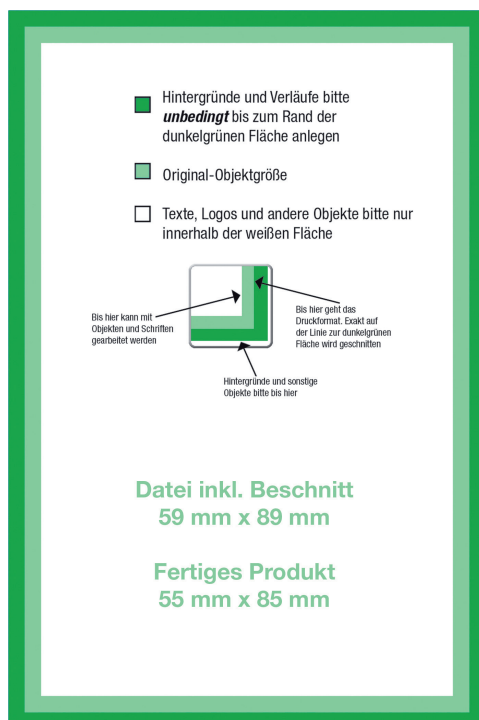 Hintergründe und Verläufe bitte
unbedingt bis zum Rand der
dunkelgrünen Fläche anlegen
Original-Objektgröße
Texte, Logos und andere Objekte bitte nur
innerhalb der weißen Fläche
Bis hier kann mit
Objekten und Schriften
gearbeitet werden
Bis hier geht das
Druckformat. Exakt auf
der Linie zur dunkelgrünen
Fläche wird geschnitten
Hintergründe und sonstige
Objekte bitte bis hier
Datei inkl. Beschnitt
59 mm x 89 mm
Fertiges Produkt
55 mm x 85 mm